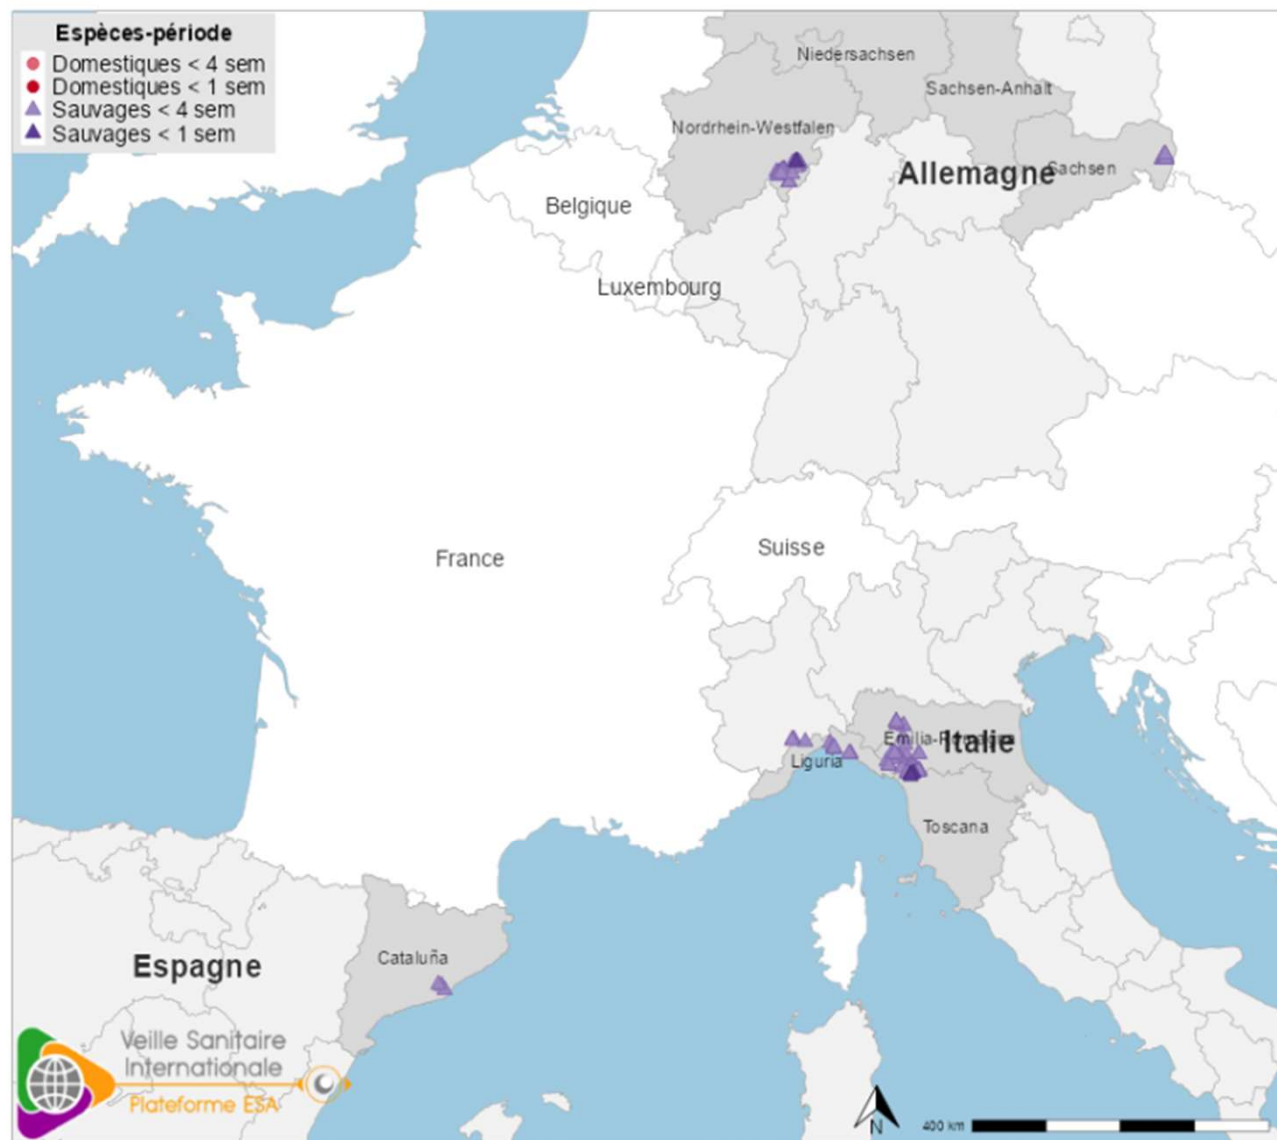 Espèces-période
Domestiques < 4 sem
Domestiques < 1 sem
Sauvages < 4 sem
Sauvages < 1 sem
Niedersachsen
Sachsen-Anhalt
Nordrhein-Westfalen
Allemagne
Sachsen
Belgique
Luxembourg
France
Suisse
Italie
Liguria
Toscana
Cataluña
Espagne
Veille Sanitaire
Internationale
Plateforme ESA
N
400 km